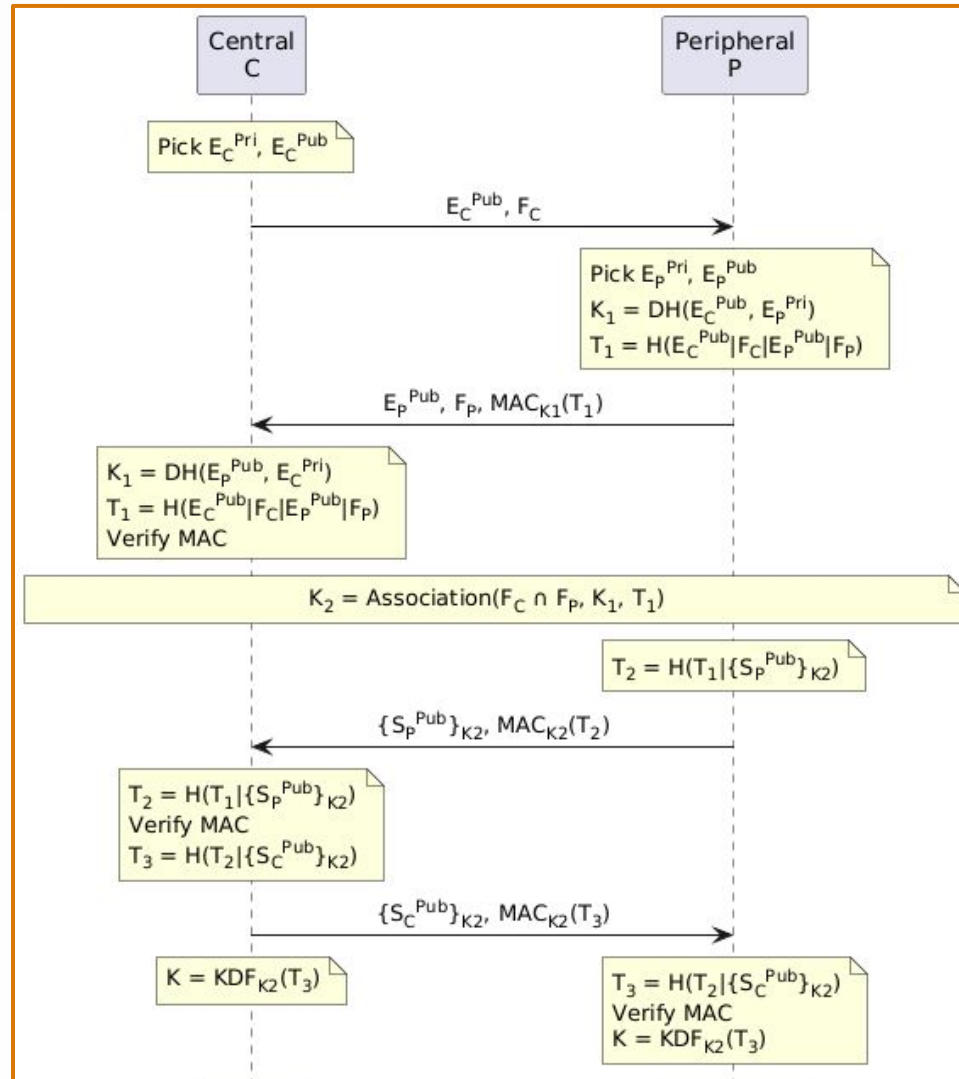 Central
C
Peripheral
P
Pick E_C^Pri, E_C^Pub
E_C^Pub, F_C
Pick E_P^Pri, E_P^Pub
K_1 = DH(E_C^Pub, E_P^Pri)
T_1 = H(E_C^Pub|F_C|E_P^Pub|F_P)
E_P^Pub, F_P, MAC_K1(T_1)
K_1 = DH(E_P^Pub, E_C^Pri)
T_1 = H(E_C^Pub|F_C|E_P^Pub|F_P)
Verify MAC
K_2 = Association(F_C ∩ F_P, K_1, T_1)
T_2 = H(T_1|{S_P^Pub}_K2)
{S_P^Pub}_K2, MAC_K2(T_2)
T_2 = H(T_1|{S_P^Pub}_K2)
Verify MAC
T_3 = H(T_2|{S_C^Pub}_K2)
{S_C^Pub}_K2, MAC_K2(T_3)
K = KDF_K2(T_3)
T_3 = H(T_2|{S_C^Pub}_K2)
Verify MAC
K = KDF_K2(T_3)